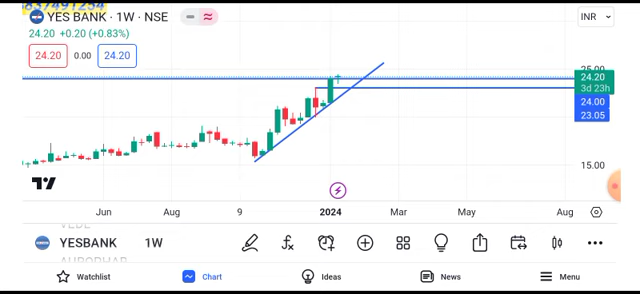 YES BANK · 1W · NSE
INR
24.20 +0.20 (+0.83%)
24.20 0.00 24.20
25.00
24.20
3d 23h
24.00
23.05
15.00
Jun Aug 9 2024 Mar May Aug
YESBANK 1W
Watchlist Chart Ideas News Menu